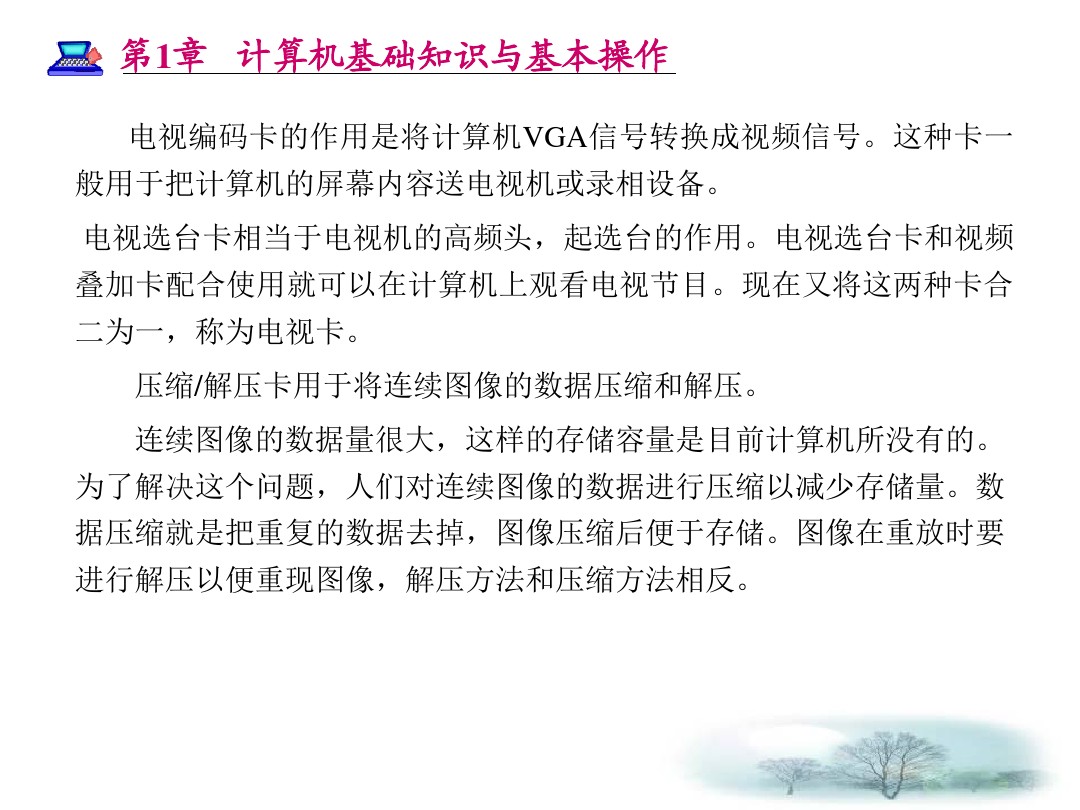 第1章 计算机基础知识与基本操作
电视编码卡的作用是将计算机VGA信号转换成视频信号。这种卡一
般用于把计算机的屏幕内容送电视机或录相设备。
电视选台卡相当于电视机的高频头，起选台的作用。电视选台卡和视频
叠加卡配合使用就可以在计算机上观看电视节目。现在又将这两种卡合
二为一，称为电视卡。
压缩/解压卡用于将连续图像的数据压缩和解压。
连续图像的数据量很大，这样的存储容量是目前计算机所没有的。
为了解决这个问题，人们对连续图像的数据进行压缩以减少存储量。数
据压缩就是把重复的数据去掉，图像压缩后便于存储。图像在重放时要
进行解压以便重现图像，解压方法和压缩方法相反。